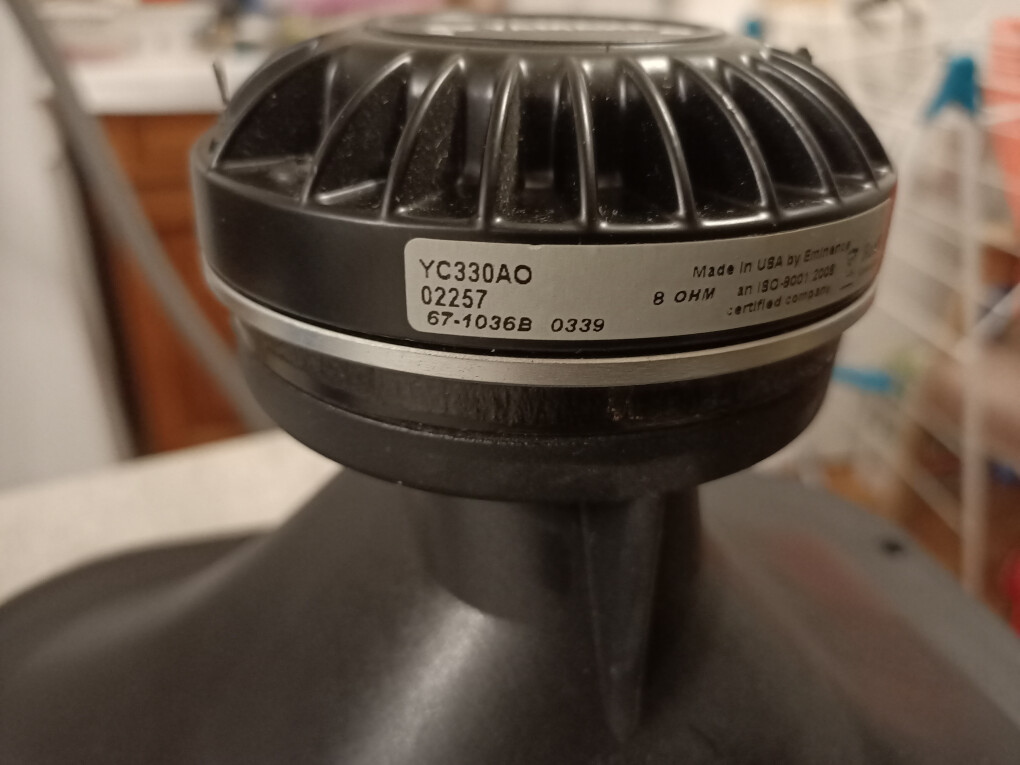 YC330AO
02257
67-1036B 0339
8 OHM
Made in USA by Eminence
an ISO-9001:2008
certified company